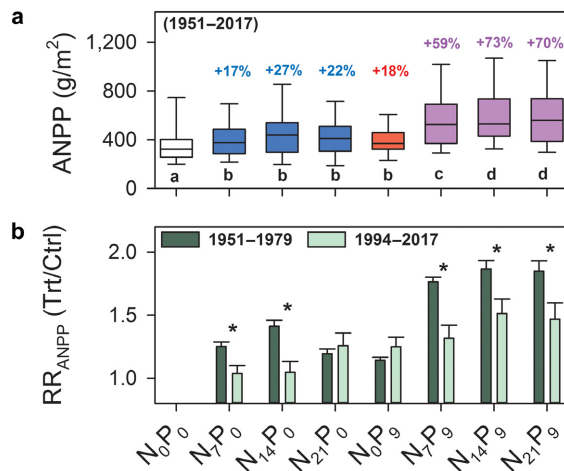 a
(1951–2017)
+17% +27% +22% +18% +59% +73% +70%
ANPP (g/m²)
1,200
800
400
0
a b b b b c d d
b
1951–1979 1994–2017
RR_ANPP (Trt/Ctrl)
2.0
1.5
1.0
* * * * *
N₀P₀ N₇P₀ N₁₄P₀ N₂₁P₀ N₀P₉ N₇P₉ N₁₄P₉ N₂₁P₉